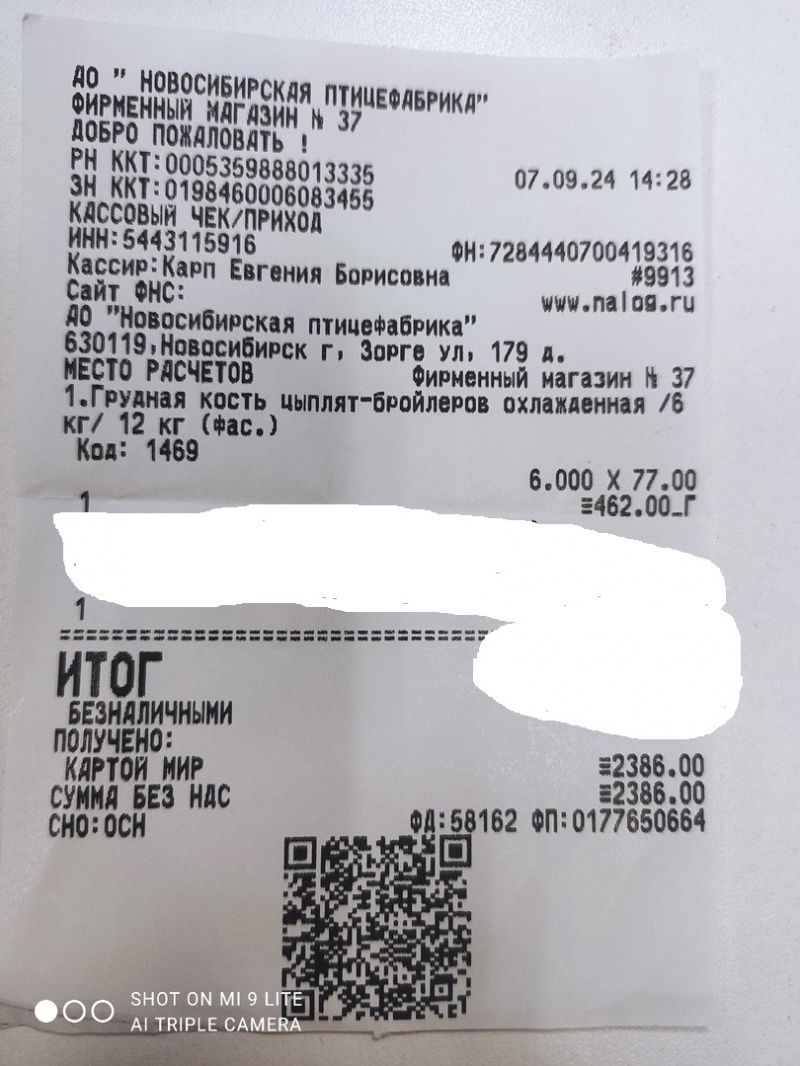 АО " НОВОСИБИРСКАЯ ПТИЦЕФАБРИКА"
ФИРМЕННЫЙ МАГАЗИН № 37
ДОБРО ПОЖАЛОВАТЬ !
РН ККТ:0005359888013335 07.09.24 14:28
ЗН ККТ:0198460006083455
КАССОВЫЙ ЧЕК/ПРИХОД
ИНН:5443115916 ФН:7284440700419316
Кассир:Карп Евгения Борисовна #9913
Сайт ФНС: www.nalog.ru
АО "Новосибирская птицефабрика"
630119,Новосибирск г, Зорге ул, 179 д.
МЕСТО РАСЧЕТОВ Фирменный магазин № 37
1.Грудная кость цыплят-бройлеров охлажденная /6
кг/ 12 кг (фас.)
Код: 1469
6.000 X 77.00
1 ≡462.00_Г
1
ИТОГ
БЕЗНАЛИЧНЫМИ
ПОЛУЧЕНО:
КАРТОЙ МИР ≡2386.00
СУММА БЕЗ НДС ≡2386.00
СНО:ОСН ФД:58162 ФП:0177650664
SHOT ON MI 9 LITE
AI TRIPLE CAMERA